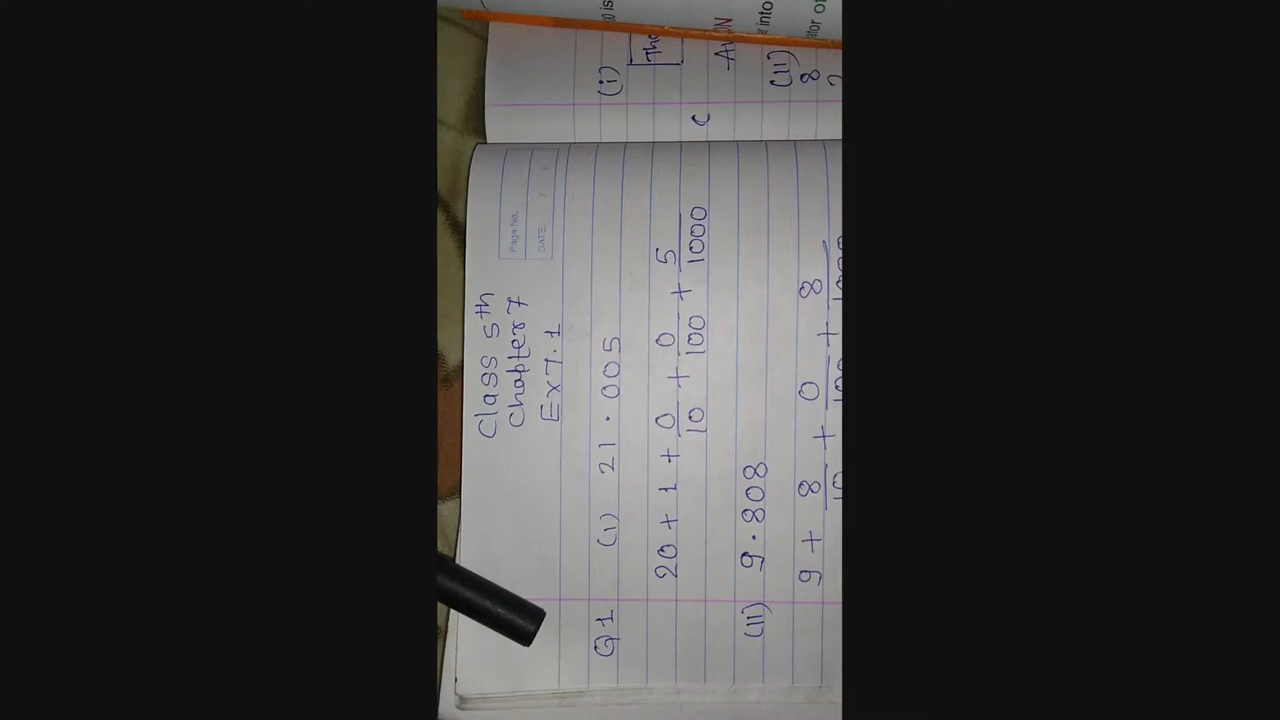 Page No.
DATE: / /
Class 5th
Chapter 7
Ex 7.1
Q1 (i) 21.005
20 + 1 + 0/10 + 0/100 + 5/1000
(ii) 9.808
9 + 8/10 + 0/100 + 8/1000
(i)
(ii)
8